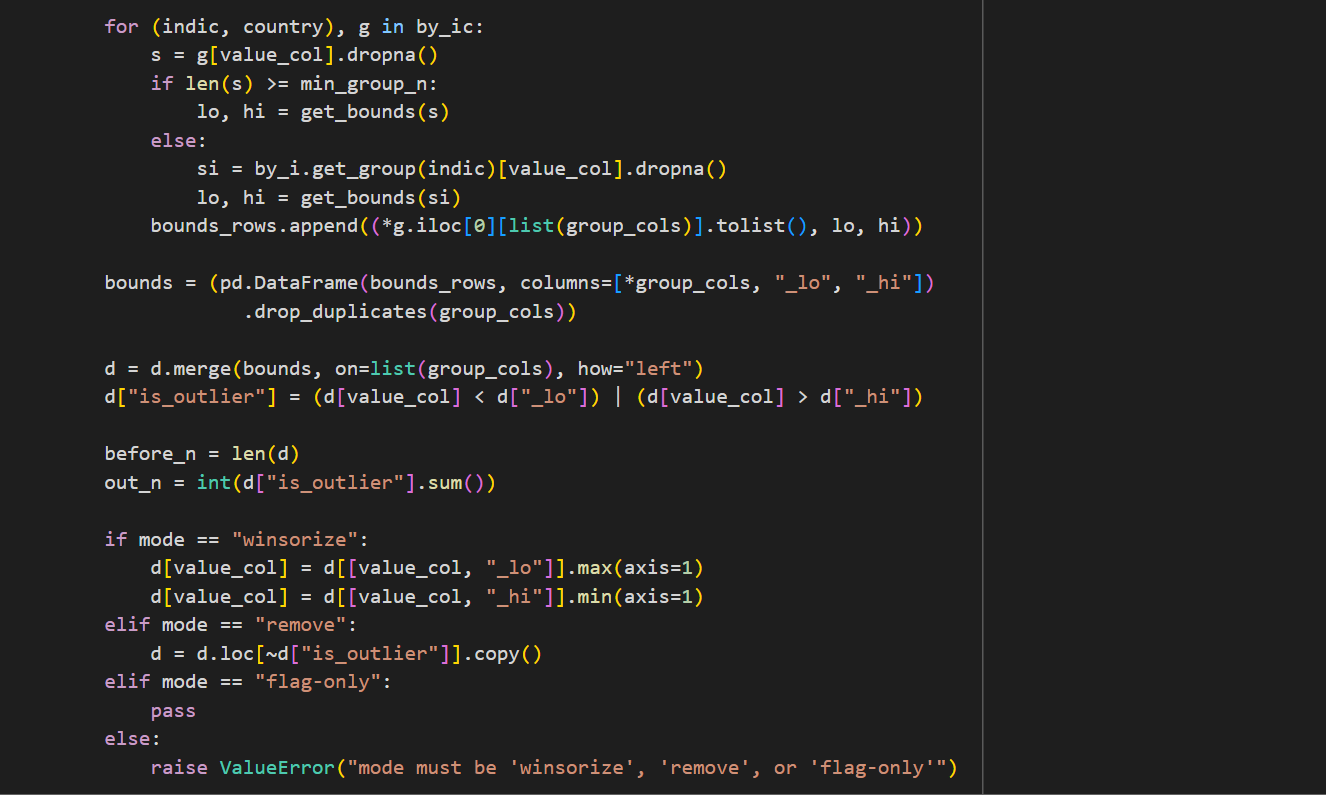 for (indic, country), g in by_ic:
    s = g[value_col].dropna()
    if len(s) >= min_group_n:
        lo, hi = get_bounds(s)
    else:
        si = by_i.get_group(indic)[value_col].dropna()
        lo, hi = get_bounds(si)
    bounds_rows.append((*g.iloc[0][list(group_cols)].tolist(), lo, hi))

bounds = (pd.DataFrame(bounds_rows, columns=[*group_cols, "_lo", "_hi"])
            .drop_duplicates(group_cols))

d = d.merge(bounds, on=list(group_cols), how="left")
d["is_outlier"] = (d[value_col] < d["_lo"]) | (d[value_col] > d["_hi"])

before_n = len(d)
out_n = int(d["is_outlier"].sum())

if mode == "winsorize":
    d[value_col] = d[[value_col, "_lo"]].max(axis=1)
    d[value_col] = d[[value_col, "_hi"]].min(axis=1)
elif mode == "remove":
    d = d.loc[~d["is_outlier"]].copy()
elif mode == "flag-only":
    pass
else:
    raise ValueError("mode must be 'winsorize', 'remove', or 'flag-only'")